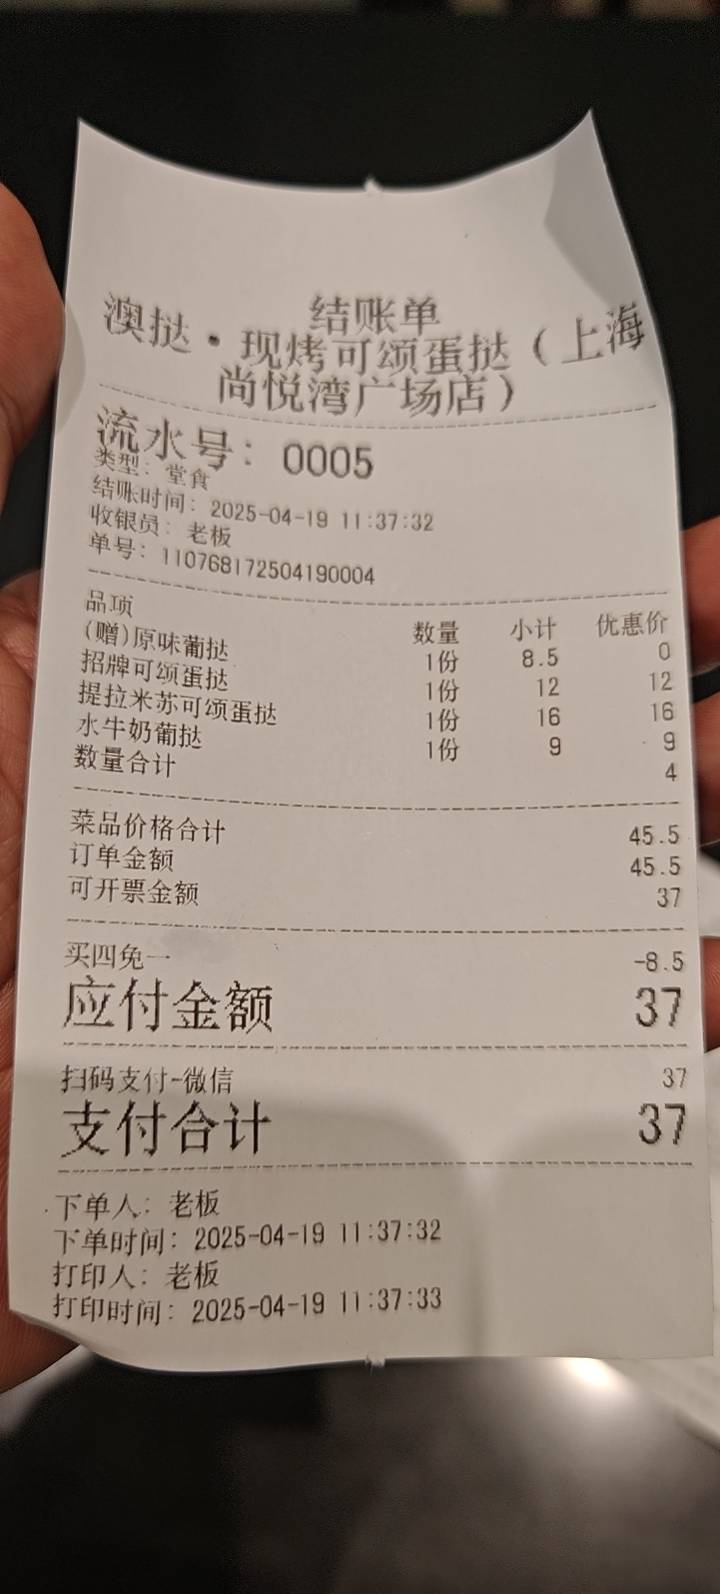 结账单
澳挞·现烤可颂蛋挞（上海
尚悦湾广场店）
流水号：0005
类型：堂食
结账时间：2025-04-19 11:37:32
收银员：老板
单号：110768172504190004
品项 数量 小计 优惠价
(赠)原味葡挞 1份 8.5 0
招牌可颂蛋挞 1份 12 12
提拉米苏可颂蛋挞 1份 16 16
水牛奶葡挞 1份 9 9
数量合计 4
菜品价格合计 45.5
订单金额 45.5
可开票金额 37
买四免一 -8.5
应付金额 37
扫码支付-微信 37
支付合计 37
下单人：老板
下单时间：2025-04-19 11:37:32
打印人：老板
打印时间：2025-04-19 11:37:33